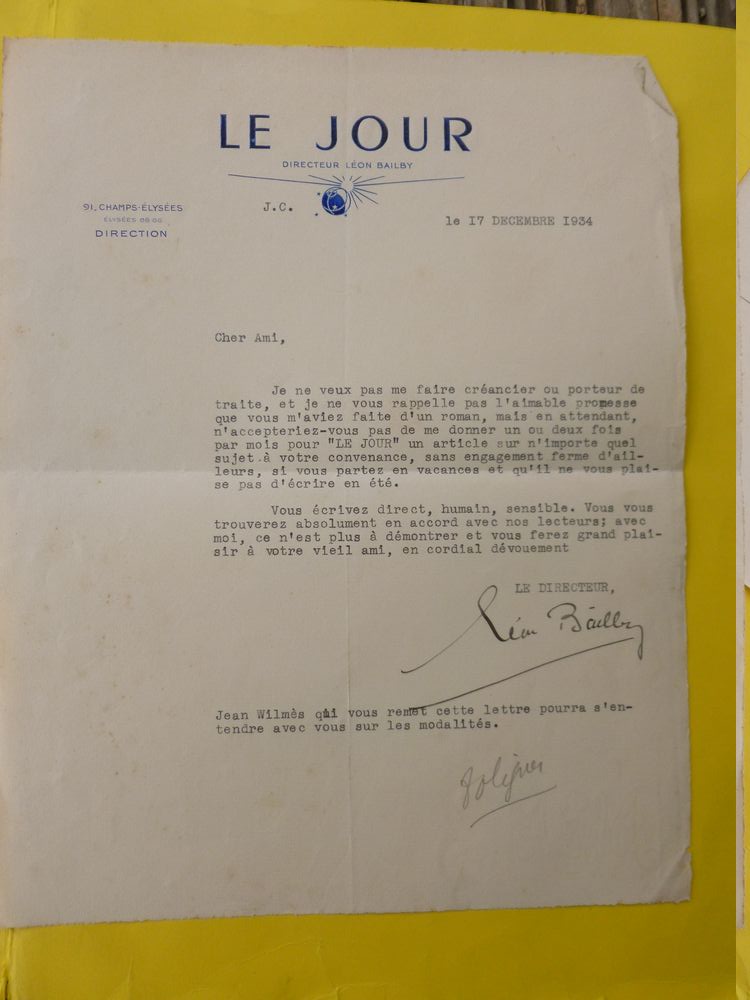 LE JOUR
DIRECTEUR LÉON BAILBY
91, CHAMPS-ÉLYSÉES
DIRECTION
J.C.
le 17 DECEMBRE 1934
Cher Ami,
Je ne veux pas me faire créancier ou porteur de
traite, et je ne vous rappelle pas l'aimable promesse
que vous m'aviez faite d'un roman, mais en attendant,
n'accepteriez-vous pas de me donner un ou deux fois
par mois pour "LE JOUR" un article sur n'importe quel
sujet à votre convenance, sans engagement ferme d'ail-
leurs, si vous partez en vacances et qu'il ne vous plai-
se pas d'écrire en été.
Vous écrivez direct, humain, sensible. Vous vous
trouverez absolument en accord avec nos lecteurs; avec
moi, ce n'est plus à démontrer et vous ferez grand plai-
sir à votre vieil ami, en cordial dévouement
LE DIRECTEUR,
Léon Bailby
Jean Wilmès qui vous remet cette lettre pourra s'en-
tendre avec vous sur les modalités.